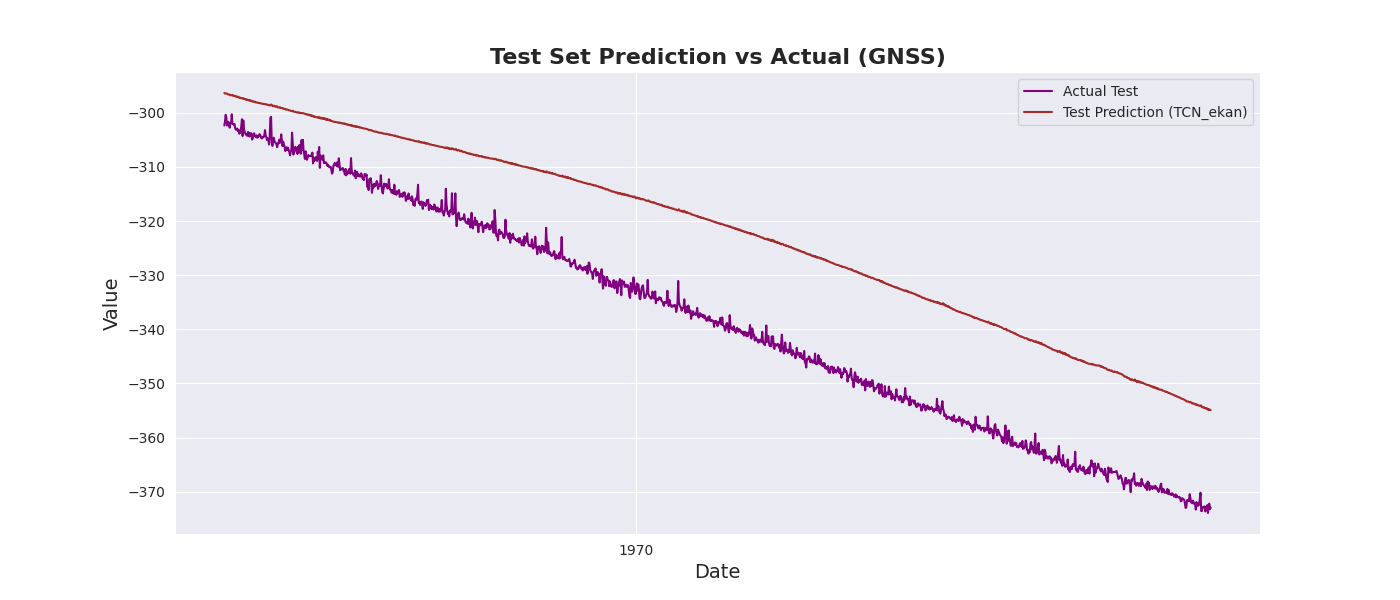 Test Set Prediction vs Actual (GNSS)
Actual Test
Test Prediction (TCN_ekan)
Value
−300
−310
−320
−330
−340
−350
−360
−370
1970
Date